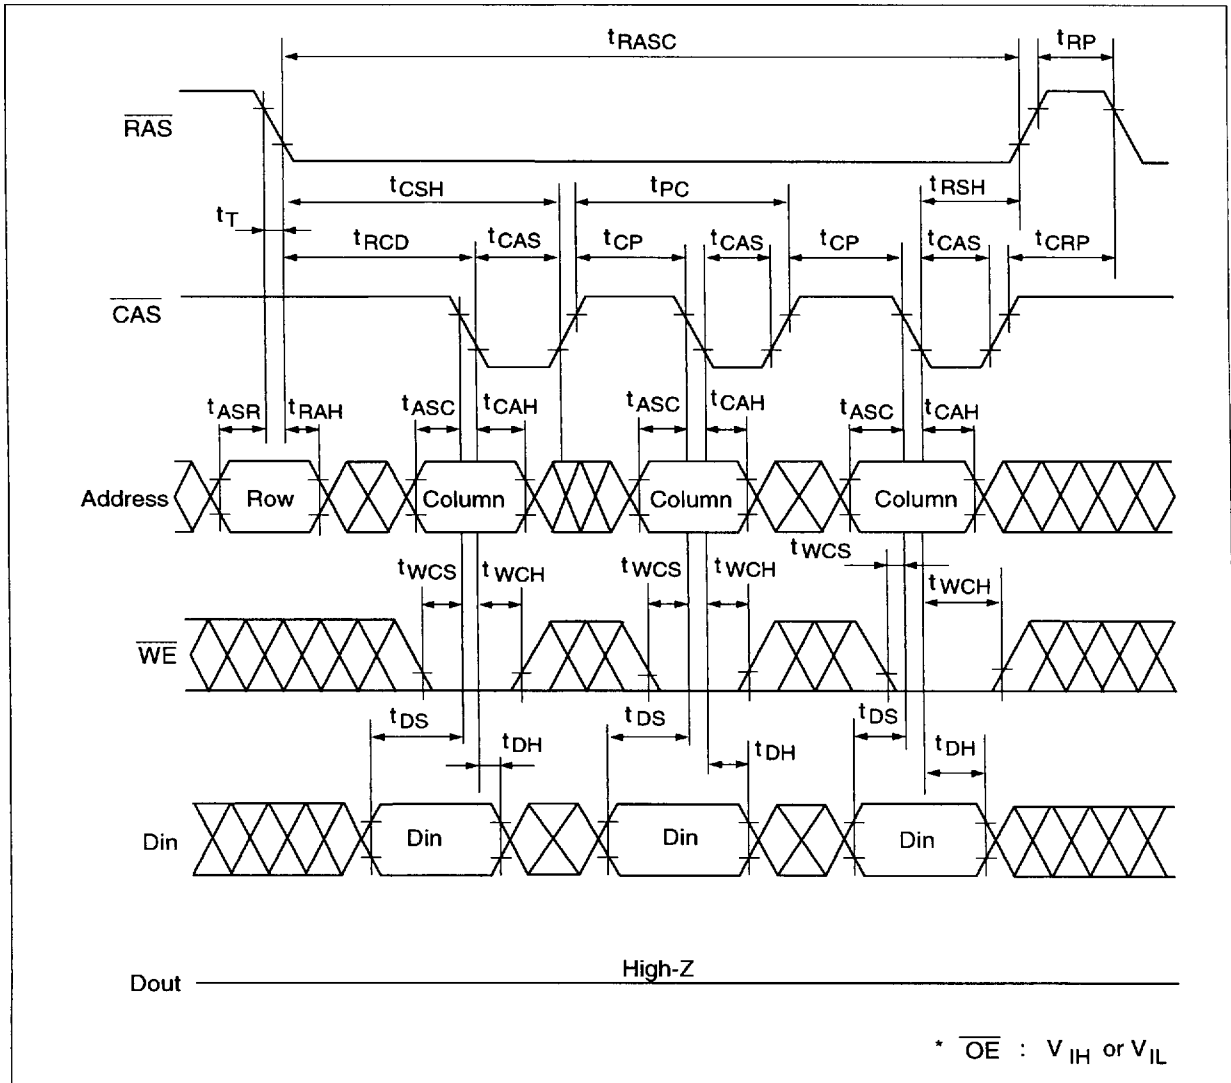 tRASC tRP
RAS
tCSH tPC tRSH
tT tRCD tCAS tCP tCAS tCP tCAS tCRP
CAS
tASR tRAH tASC tCAH tASC tCAH tASC tCAH
Address Row Column Column Column
tWCS tWCH tWCS tWCH tWCS tWCH
WE
tDS tDH tDS tDH tDS tDH
Din Din Din Din
High-Z
Dout
* OE : VIH or VIL